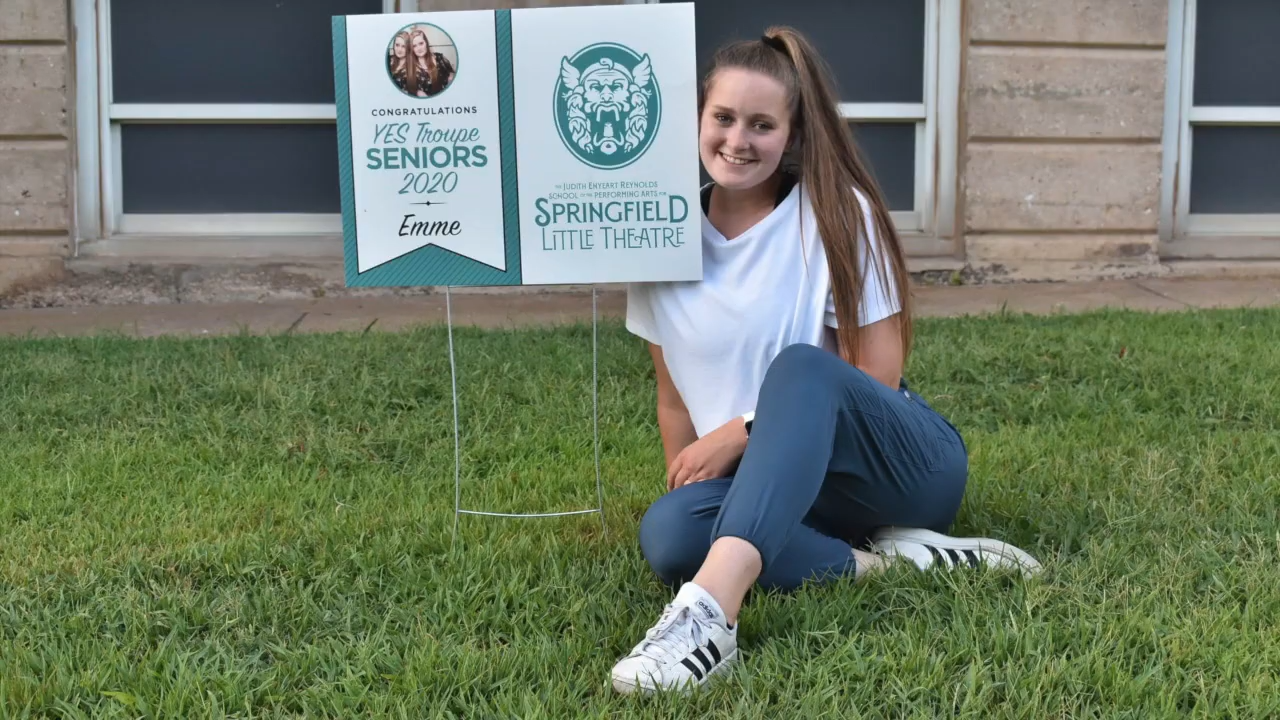 CONGRATULATIONS
YES Troupe
SENIORS
2020
Emme
THE JUDITH ENYEART REYNOLDS
SCHOOL OF THE PERFORMING ARTS FOR
SPRINGFIELD
LITTLE THEATRE
adidas